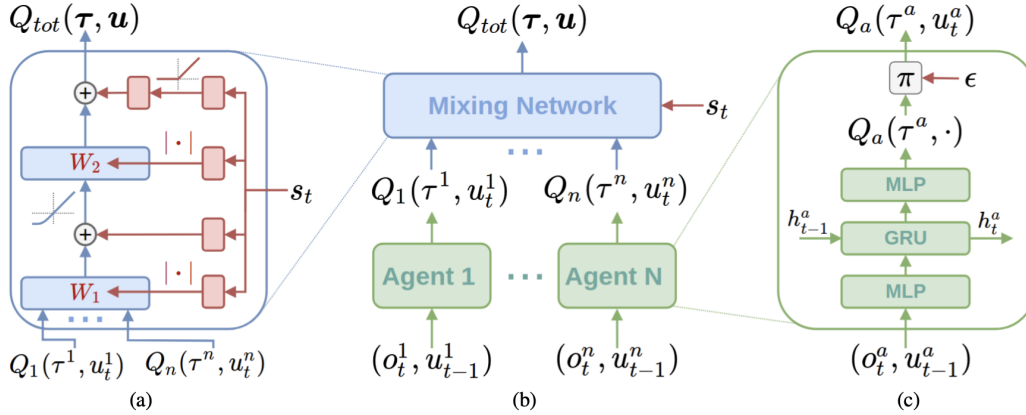 Q_tot(τ, u)
W_2
| · |
s_t
W_1
| · |
Q_1(τ^1, u_t^1)
Q_n(τ^n, u_t^n)
(a)
Q_tot(τ, u)
Mixing Network
s_t
Q_1(τ^1, u_t^1)
Q_n(τ^n, u_t^n)
Agent 1
Agent N
(o_t^1, u_{t-1}^1)
(o_t^n, u_{t-1}^n)
(b)
Q_a(τ^a, u_t^a)
π
ϵ
Q_a(τ^a, ·)
MLP
h_{t-1}^a
GRU
h_t^a
MLP
(o_t^a, u_{t-1}^a)
(c)